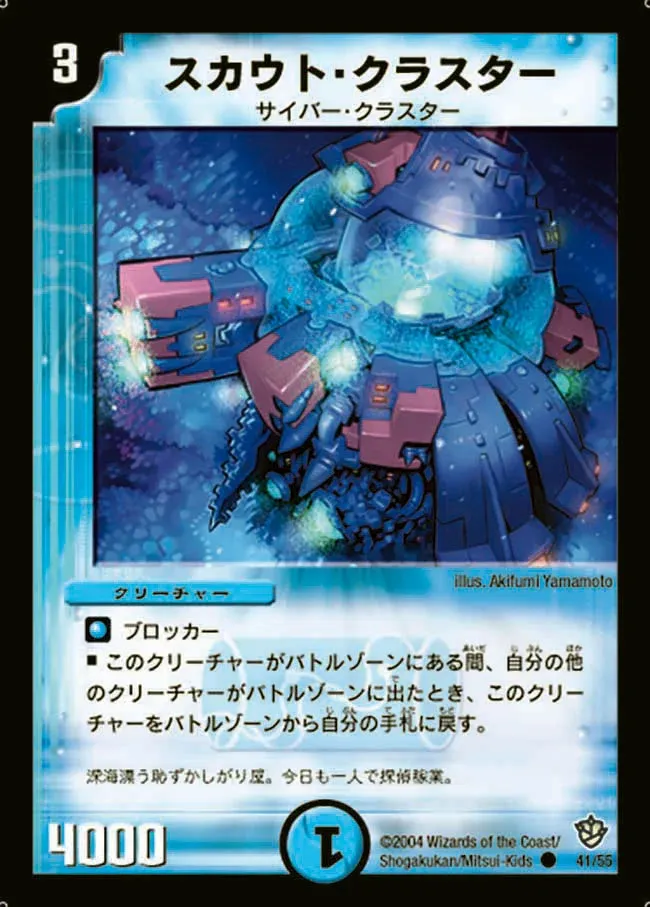 3
スカウト・クラスター
サイバー・クラスター
illus. Akifumi Yamamoto
クリーチャー
ブロッカー
■ このクリーチャーがバトルゾーンにある間、自分の他
のクリーチャーがバトルゾーンに出たとき、このクリー
チャーをバトルゾーンから自分の手札に戻す。
深海漂う恥ずかしがり屋。今日も一人で探偵稼業。
4000
1
©2004 Wizards of the Coast/
Shogakukan/Mitsui-Kids ● 41/55